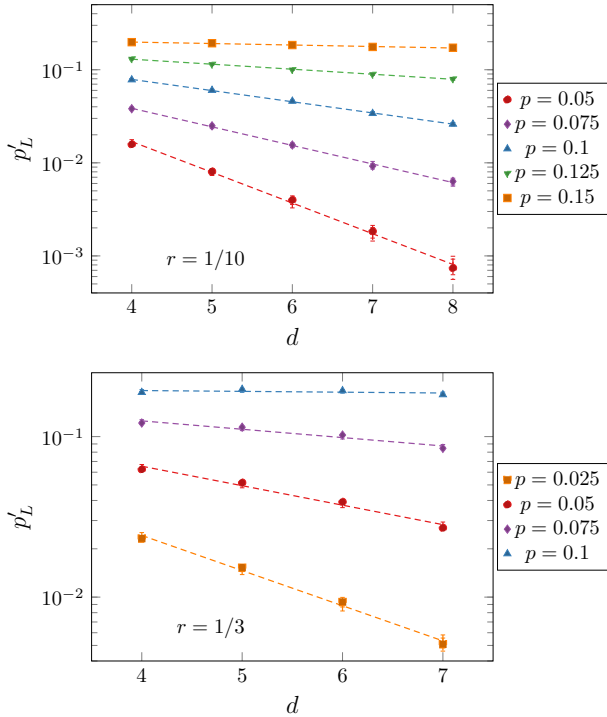 10⁻¹
10⁻²
10⁻³
p′_L
r = 1/10
4 5 6 7 8
d
p = 0.05
p = 0.075
p = 0.1
p = 0.125
p = 0.15
10⁻¹
10⁻²
p′_L
r = 1/3
4 5 6 7
d
p = 0.025
p = 0.05
p = 0.075
p = 0.1